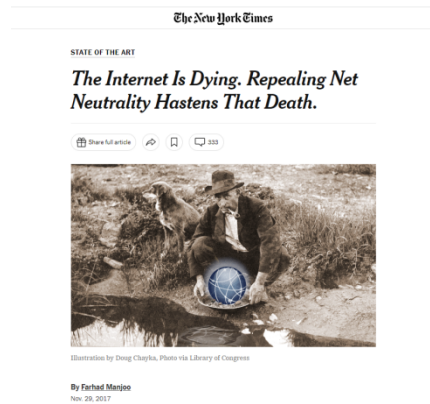 The New York Times
STATE OF THE ART
The Internet Is Dying. Repealing Net
Neutrality Hastens That Death.
Share full article
333
Illustration by Doug Chayka, Photo via Library of Congress
By Farhad Manjoo
Nov. 29, 2017